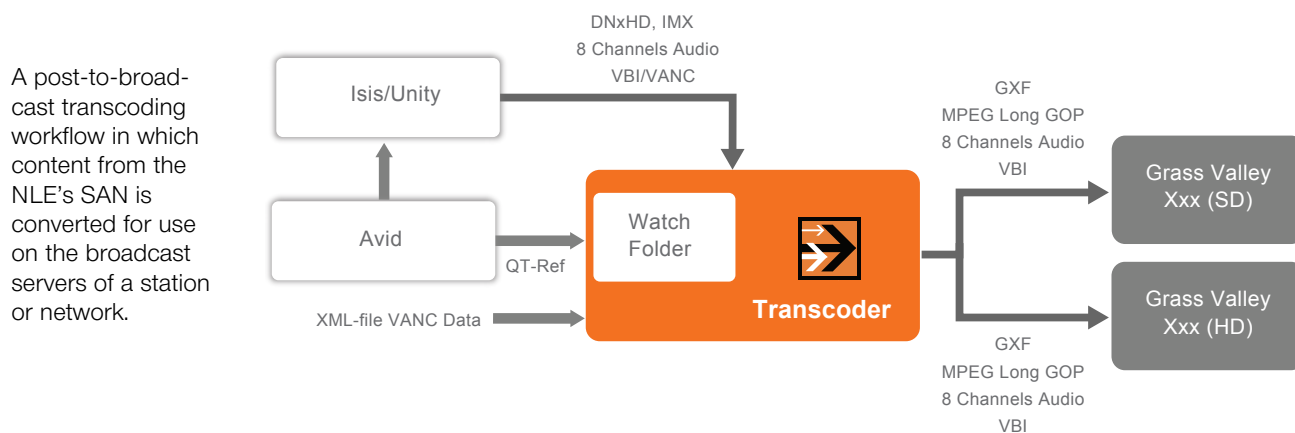 A post-to-broad-
cast transcoding
workflow in which
content from the
NLE's SAN is
converted for use
on the broadcast
servers of a station
or network.
DNxHD, IMX
8 Channels Audio
VBI/VANC
Isis/Unity
Avid
QT-Ref
XML-file VANC Data
Watch
Folder
Transcoder
GXF
MPEG Long GOP
8 Channels Audio
VBI
Grass Valley
Xxx (SD)
Grass Valley
Xxx (HD)
GXF
MPEG Long GOP
8 Channels Audio
VBI